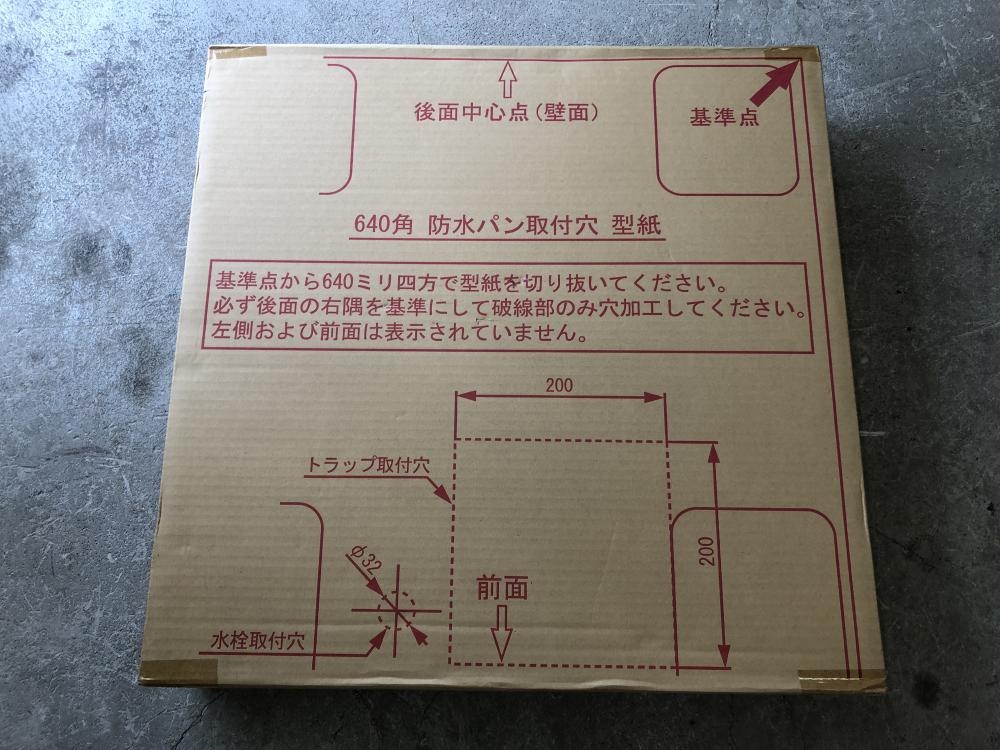 後面中心点(壁面)
基準点
640角 防水パン取付穴 型紙
基準点から640ミリ四方で型紙を切り抜いてください。
必ず後面の右隅を基準にして破線部のみ穴加工してください。
左側および前面は表示されていません。
200
トラップ取付穴
200
φ32
前面
水栓取付穴